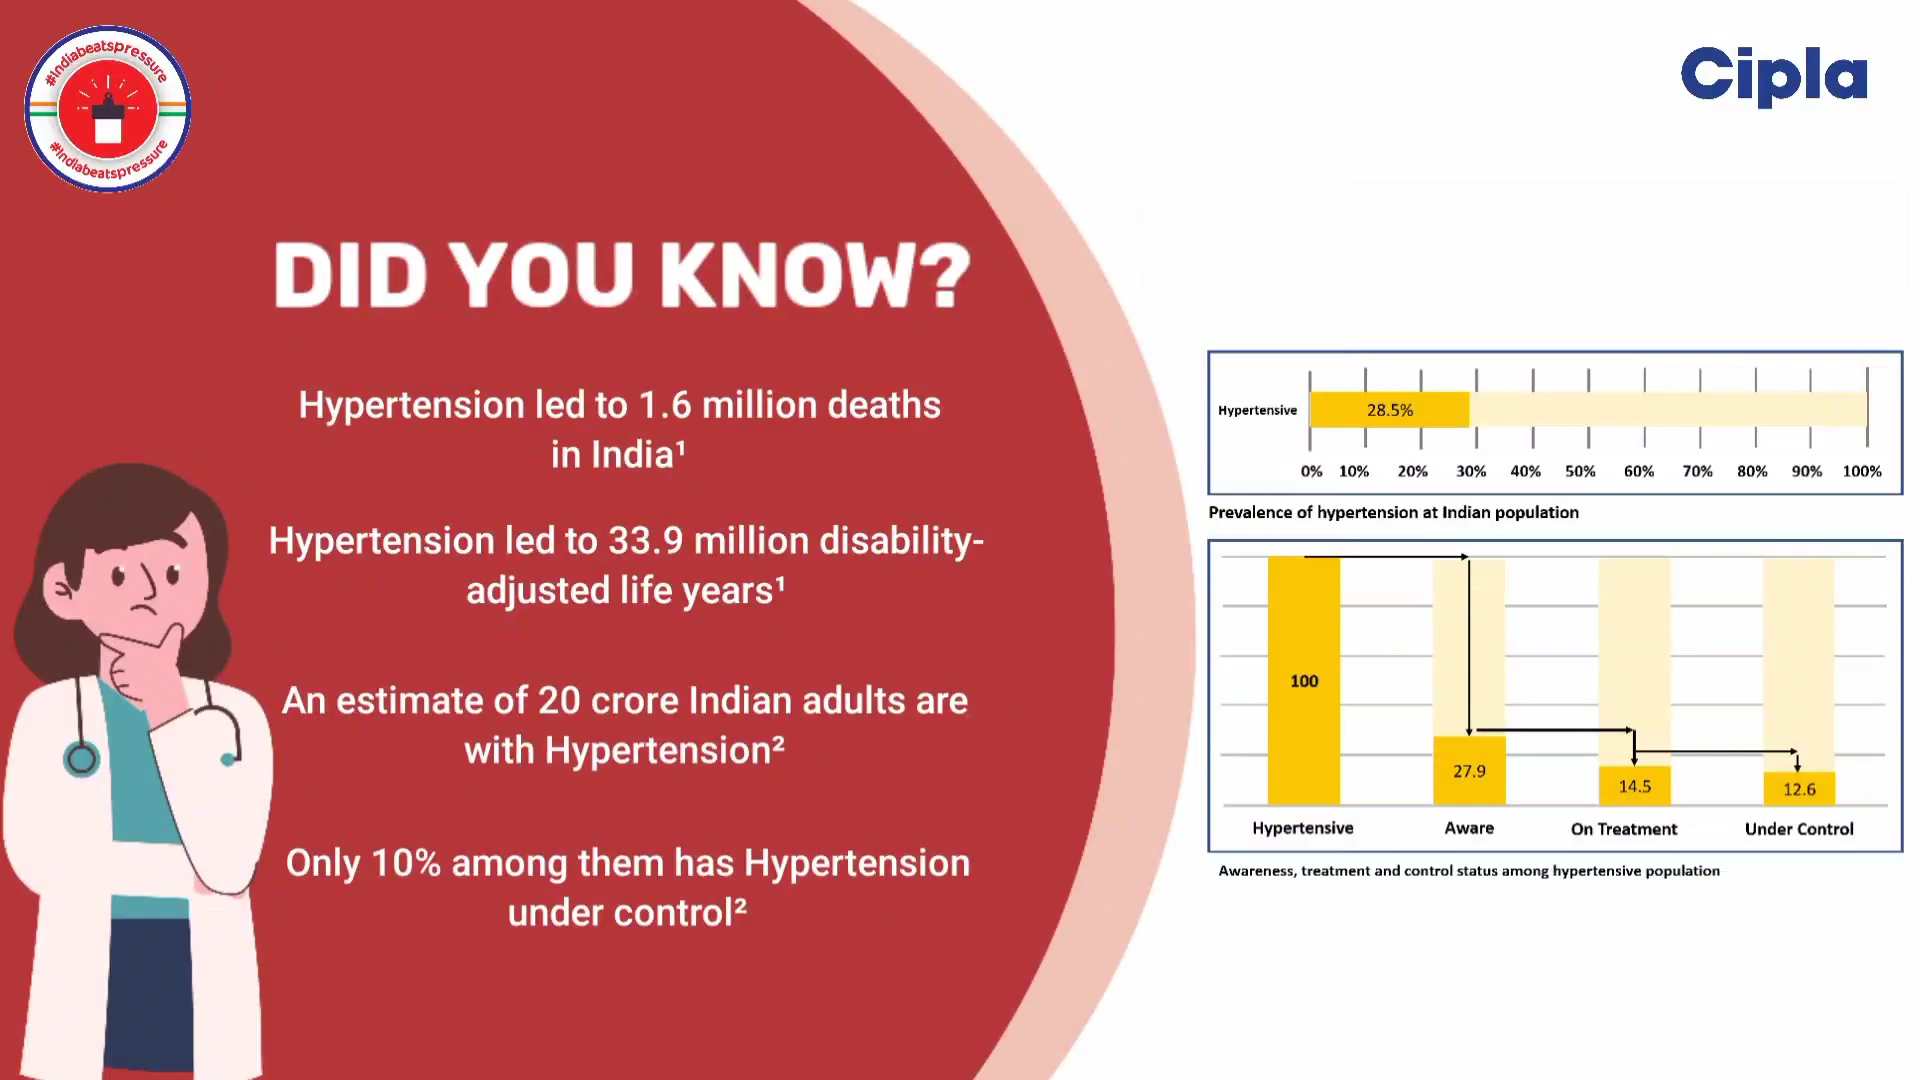 #Indiabeatspressure
#Indiabeatspressure
Cipla
DID YOU KNOW?
Hypertension led to 1.6 million deaths
in India¹
Hypertension led to 33.9 million disability-
adjusted life years¹
An estimate of 20 crore Indian adults are
with Hypertension²
Only 10% among them has Hypertension
under control²
Hypertensive 28.5%
0% 10% 20% 30% 40% 50% 60% 70% 80% 90% 100%
Prevalence of hypertension at Indian population
100 27.9 14.5 12.6
Hypertensive Aware On Treatment Under Control
Awareness, treatment and control status among hypertensive population